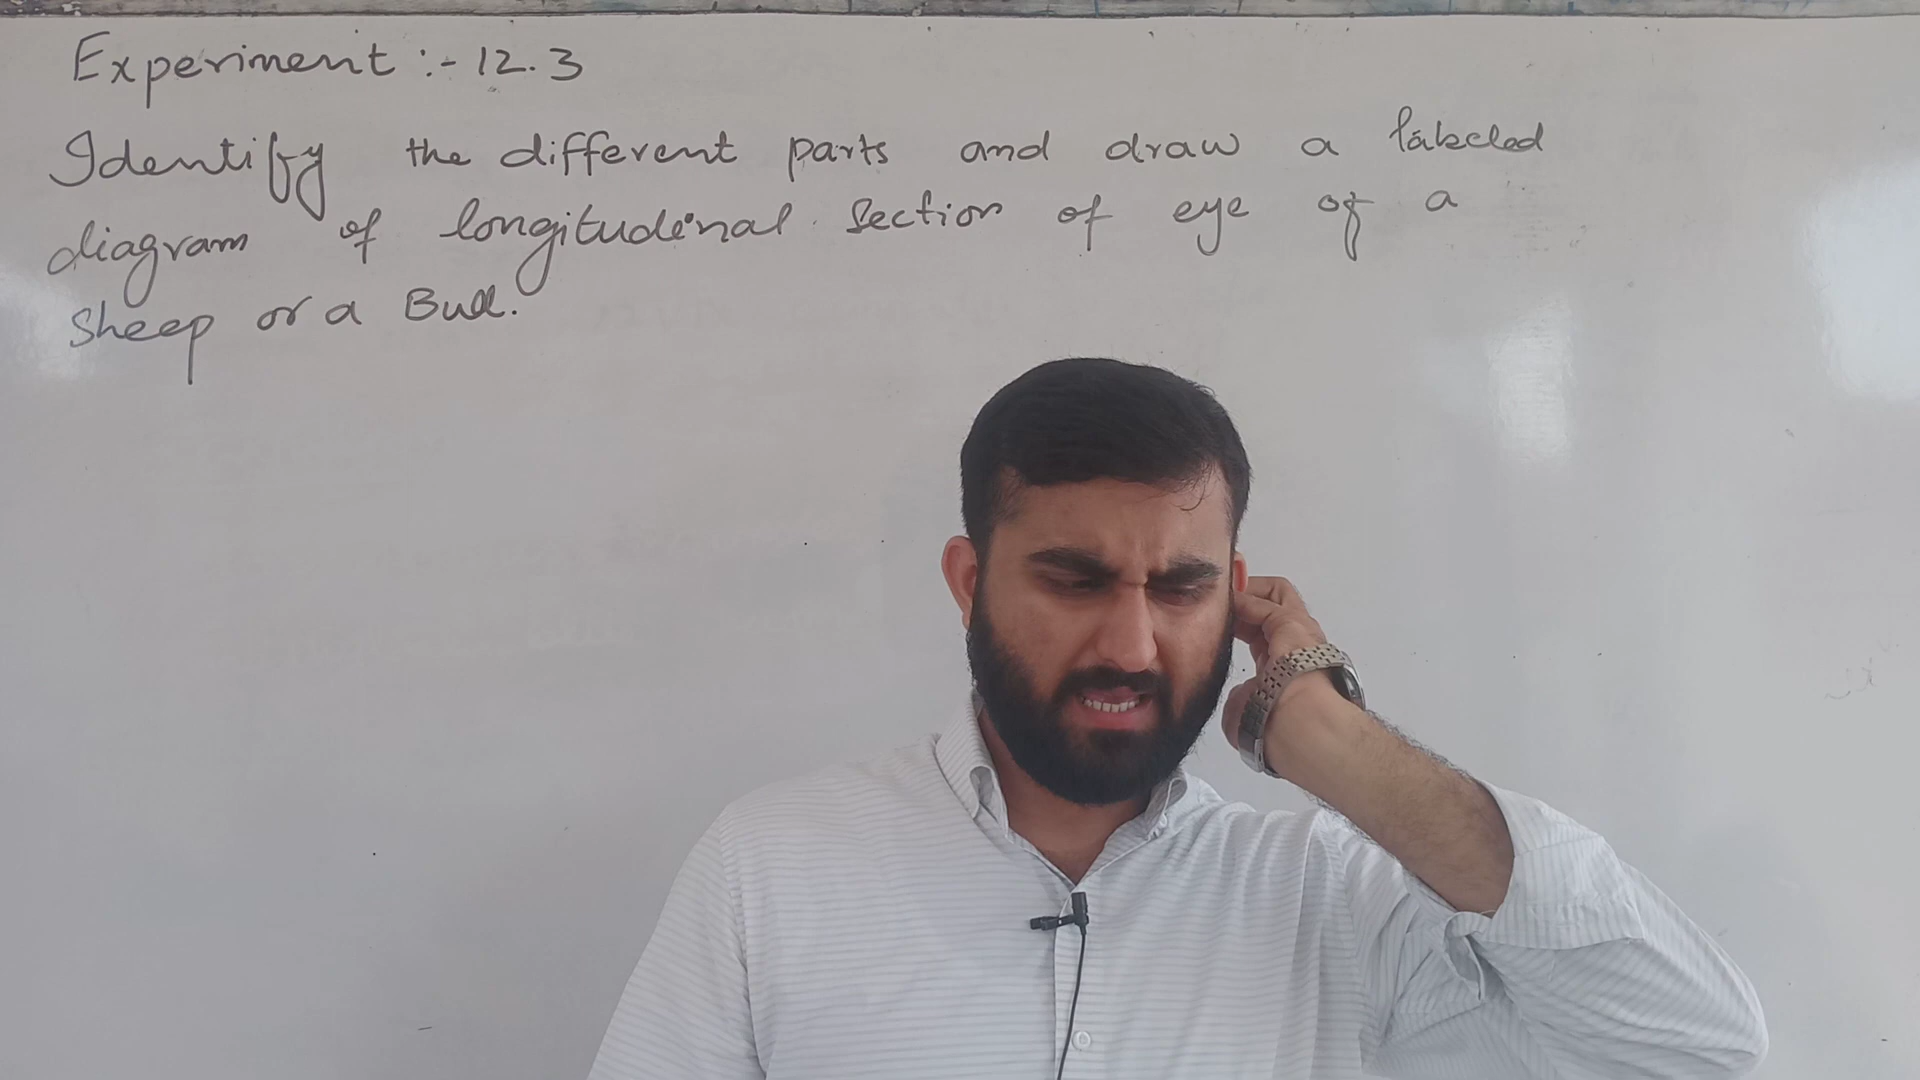 Experiment :- 12.3
Identify the different parts and draw a labeled
diagram of longitudinal section of eye of a
Sheep or a Bull.